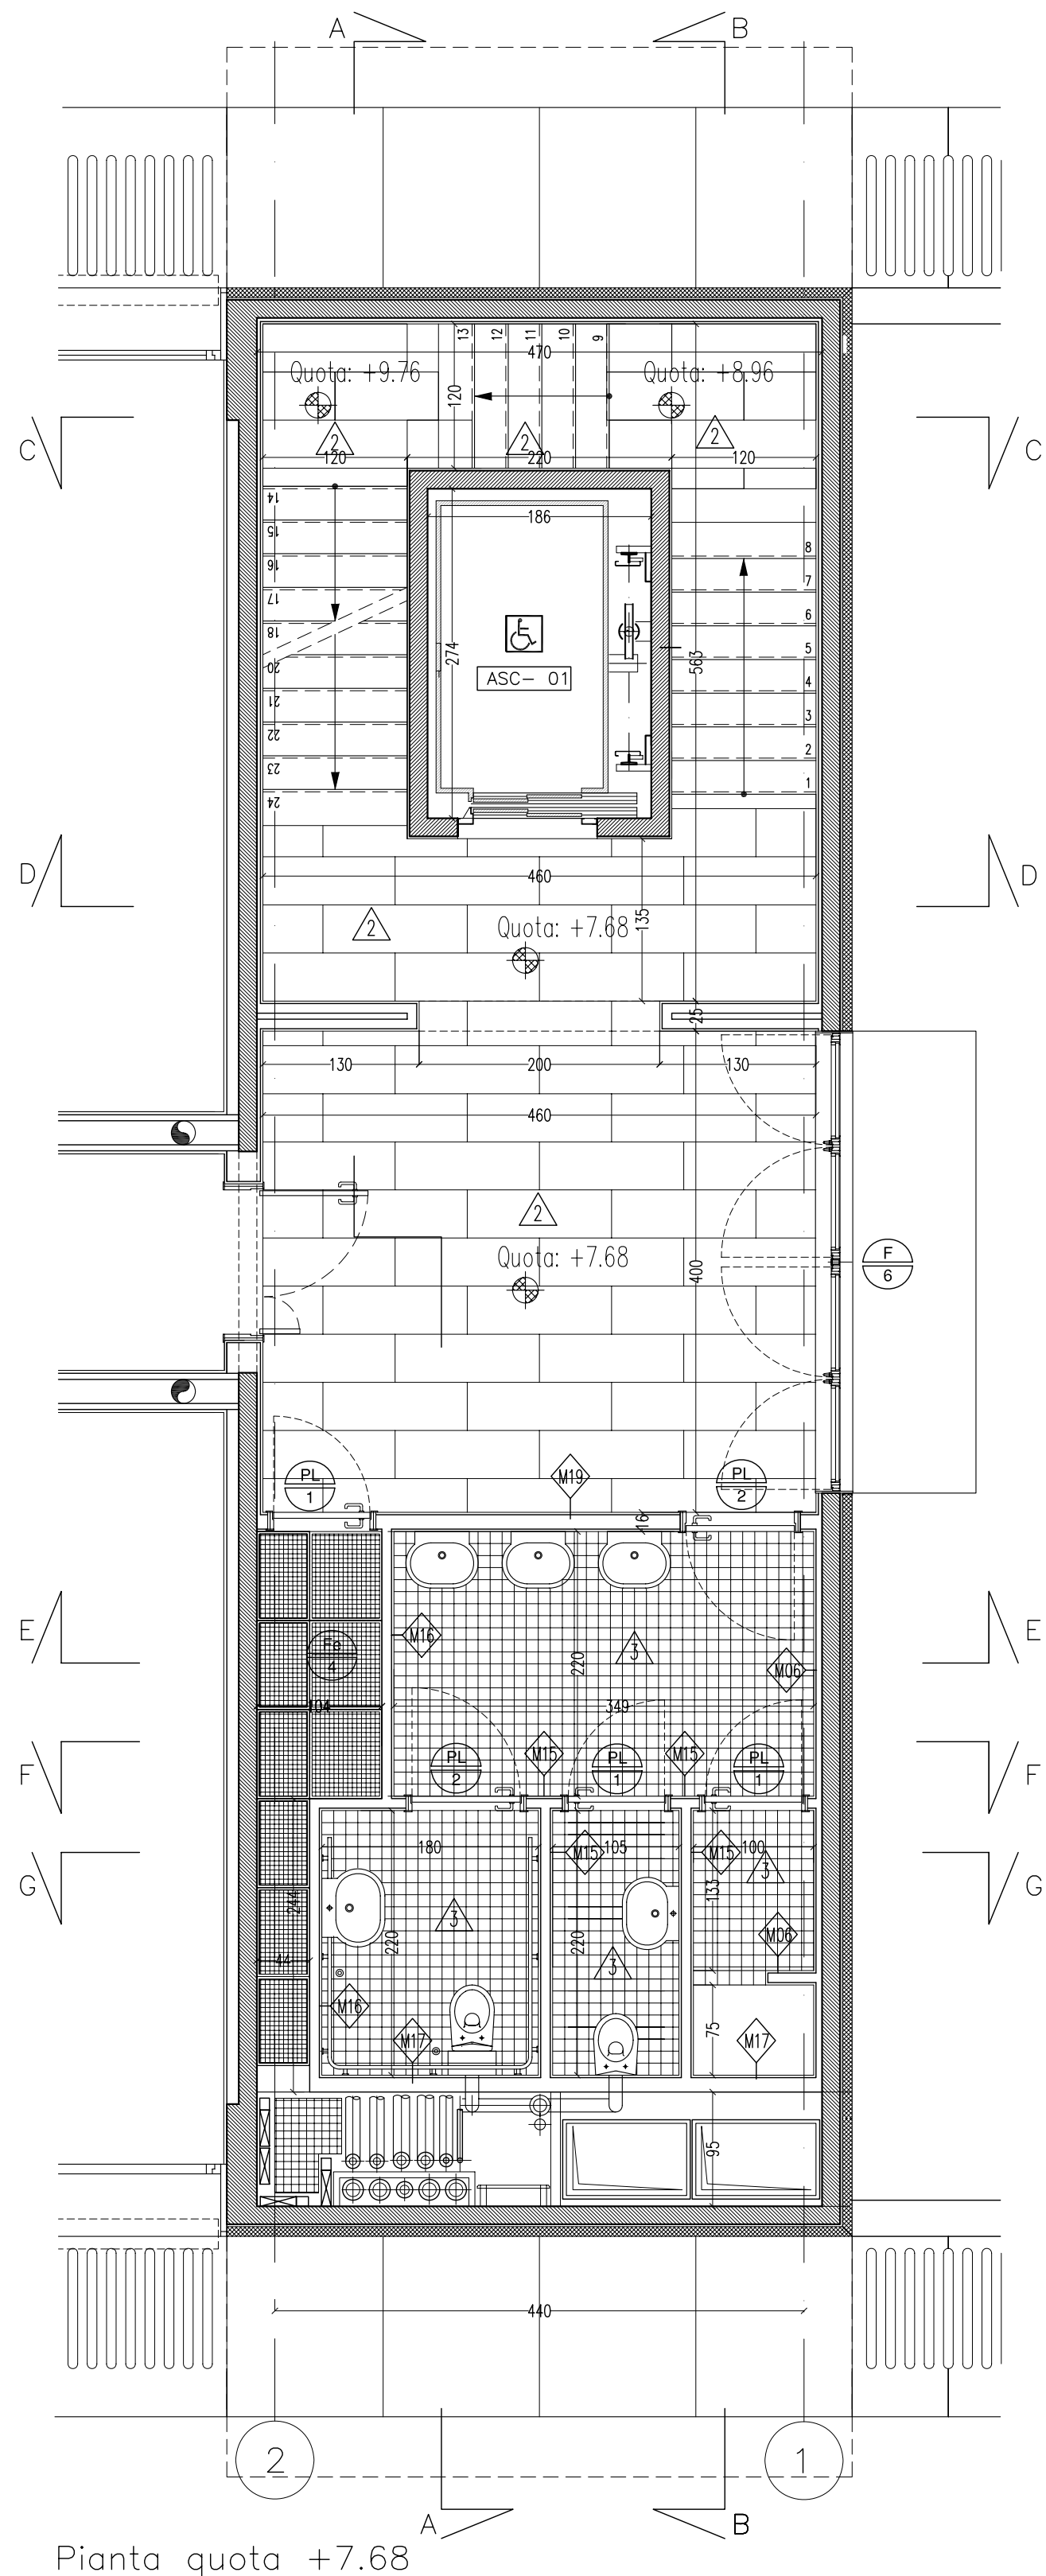 A B
13 12 11 10 9
470
Quota: +9.76 Quota: +8.96
120
2 2 2
C C
120 220 120
14
15
16
17
18
20
21
22
23
24
186
274
ASC- 01
563
8
7
6
5
4
3
2
1
D D
460
135
2 Quota: +7.68
25
130 200 130
460
2
Quota: +7.68
400
F
6
PL
1
M19
PL
2
16
E E
M16
Fe
4
3
220
M06
104 349
F F
PL
2
M15
PL
1
M15
PL
1
G G
180 M15 105 M15 100
3
133
244
3
220 220
M06
44
3
M16
M17
75
M17
95
440
2 1
A B
Pianta quota +7.68